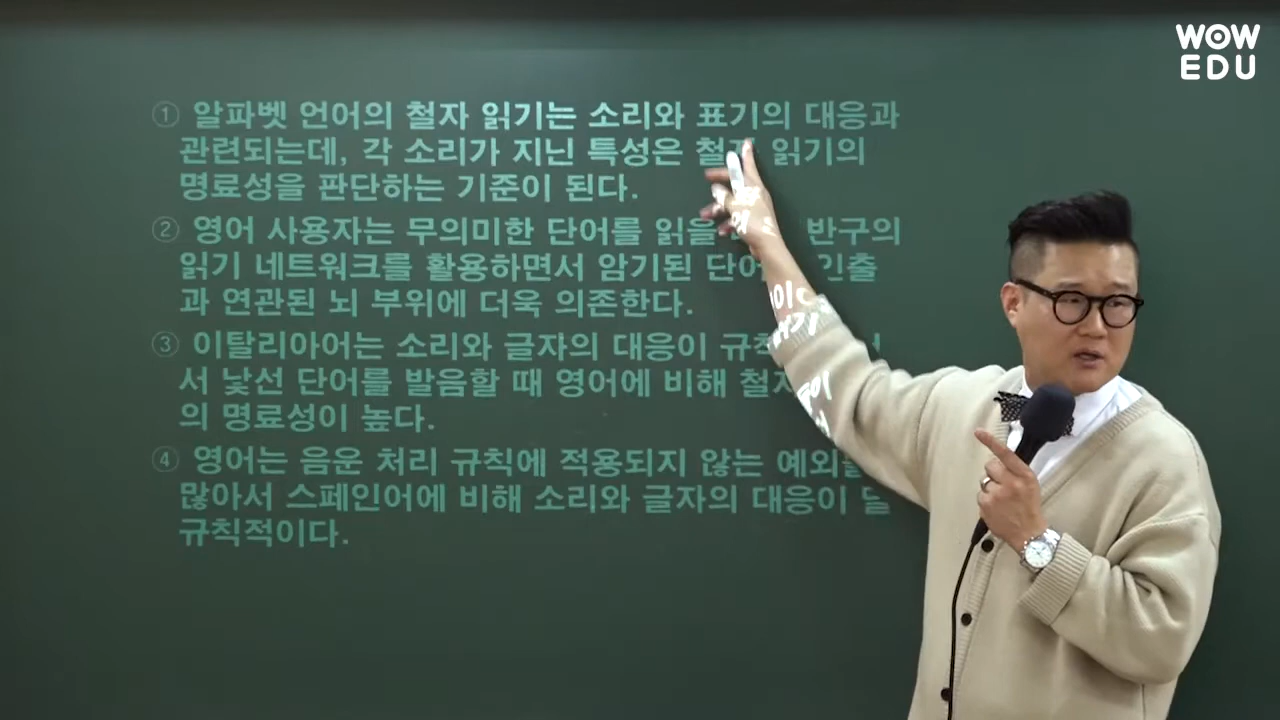 WOW
EDU
① 알파벳 언어의 철자 읽기는 소리와 표기의 대응과
관련되는데, 각 소리가 지닌 특성은 철자 읽기의
명료성을 판단하는 기준이 된다.
② 영어 사용자는 무의미한 단어를 읽을 반구의
읽기 네트워크를 활용하면서 암기된 단어 인출
과 연관된 뇌 부위에 더욱 의존한다.
③ 이탈리아어는 소리와 글자의 대응이
서 낯선 단어를 발음할 때 영어에 비해
의 명료성이 높다.
④ 영어는 음운 처리 규칙에 적용되지 않는
많아서 스페인어에 비해 소리와 글자의 대응이 덜
규칙적이다.